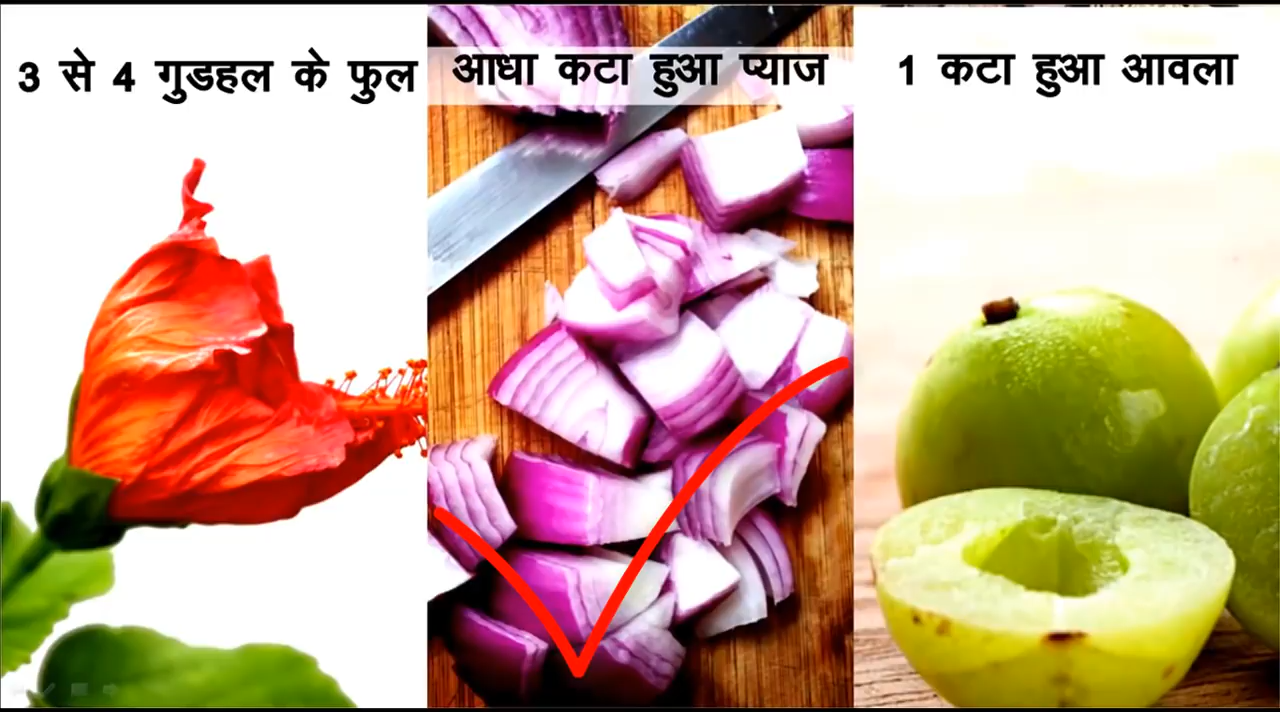 3 से 4 गुडहल के फुल
आधा कटा हुआ प्याज
1 कटा हुआ आवला